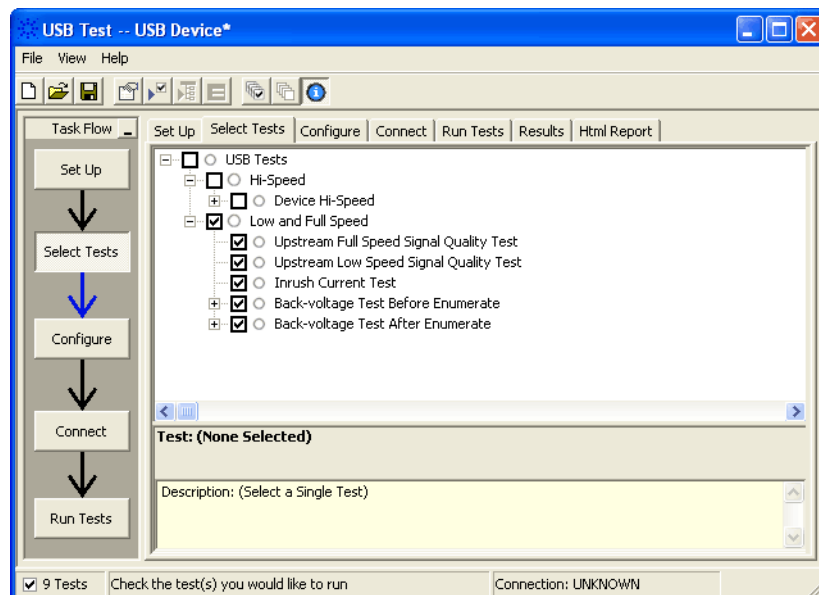 USB Test -- USB Device*
File View Help
Task Flow
Set Up
Select Tests
Configure
Connect
Run Tests
Set Up Select Tests Configure Connect Run Tests Results Html Report
USB Tests
Hi-Speed
Device Hi-Speed
Low and Full Speed
Upstream Full Speed Signal Quality Test
Upstream Low Speed Signal Quality Test
Inrush Current Test
Back-voltage Test Before Enumerate
Back-voltage Test After Enumerate
Test: (None Selected)
Description: (Select a Single Test)
9 Tests Check the test(s) you would like to run Connection: UNKNOWN